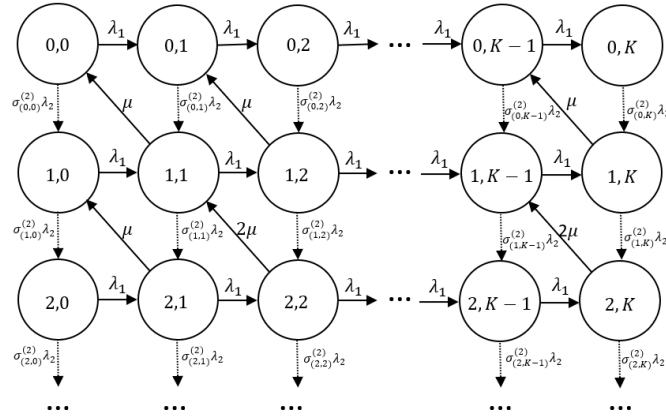 λ₁ λ₁ λ₁ λ₁ λ₁
0,0 0,1 0,2 ... 0,K−1 0,K
σ⁽²⁾₍₀,₀₎λ₂ μ σ⁽²⁾₍₀,₁₎λ₂ μ σ⁽²⁾₍₀,₂₎λ₂ σ⁽²⁾₍₀,K₋₁₎λ₂ μ σ⁽²⁾₍₀,K₎λ₂
λ₁ λ₁ λ₁ λ₁ λ₁
1,0 1,1 1,2 ... 1,K−1 1,K
σ⁽²⁾₍₁,₀₎λ₂ μ σ⁽²⁾₍₁,₁₎λ₂ 2μ σ⁽²⁾₍₁,₂₎λ₂ σ⁽²⁾₍₁,K₋₁₎λ₂ 2μ σ⁽²⁾₍₁,K₎λ₂
λ₁ λ₁ λ₁ λ₁ λ₁
2,0 2,1 2,2 ... 2,K−1 2,K
σ⁽²⁾₍₂,₀₎λ₂ σ⁽²⁾₍₂,₁₎λ₂ σ⁽²⁾₍₂,₂₎λ₂ σ⁽²⁾₍₂,K₋₁₎λ₂ σ⁽²⁾₍₂,K₎λ₂
... ... ... ... ...